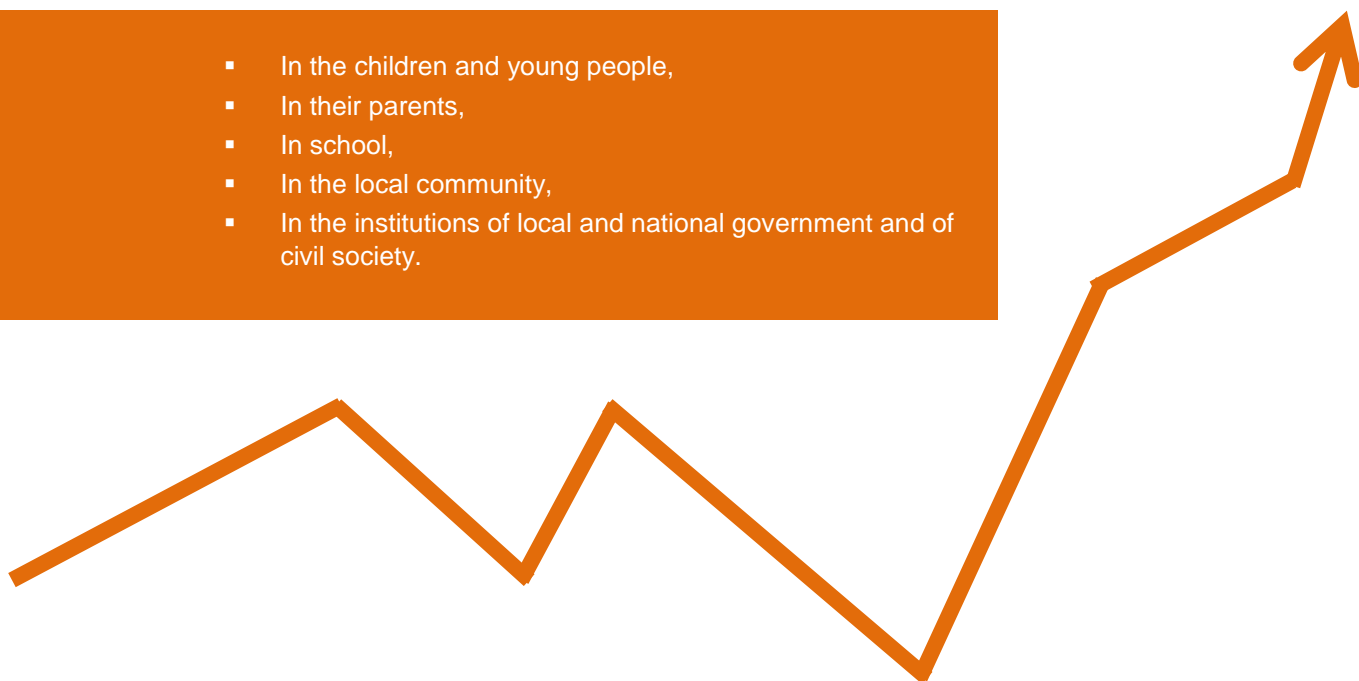 ▪ In the children and young people,
▪ In their parents,
▪ In school,
▪ In the local community,
▪ In the institutions of local and national government and of
civil society.